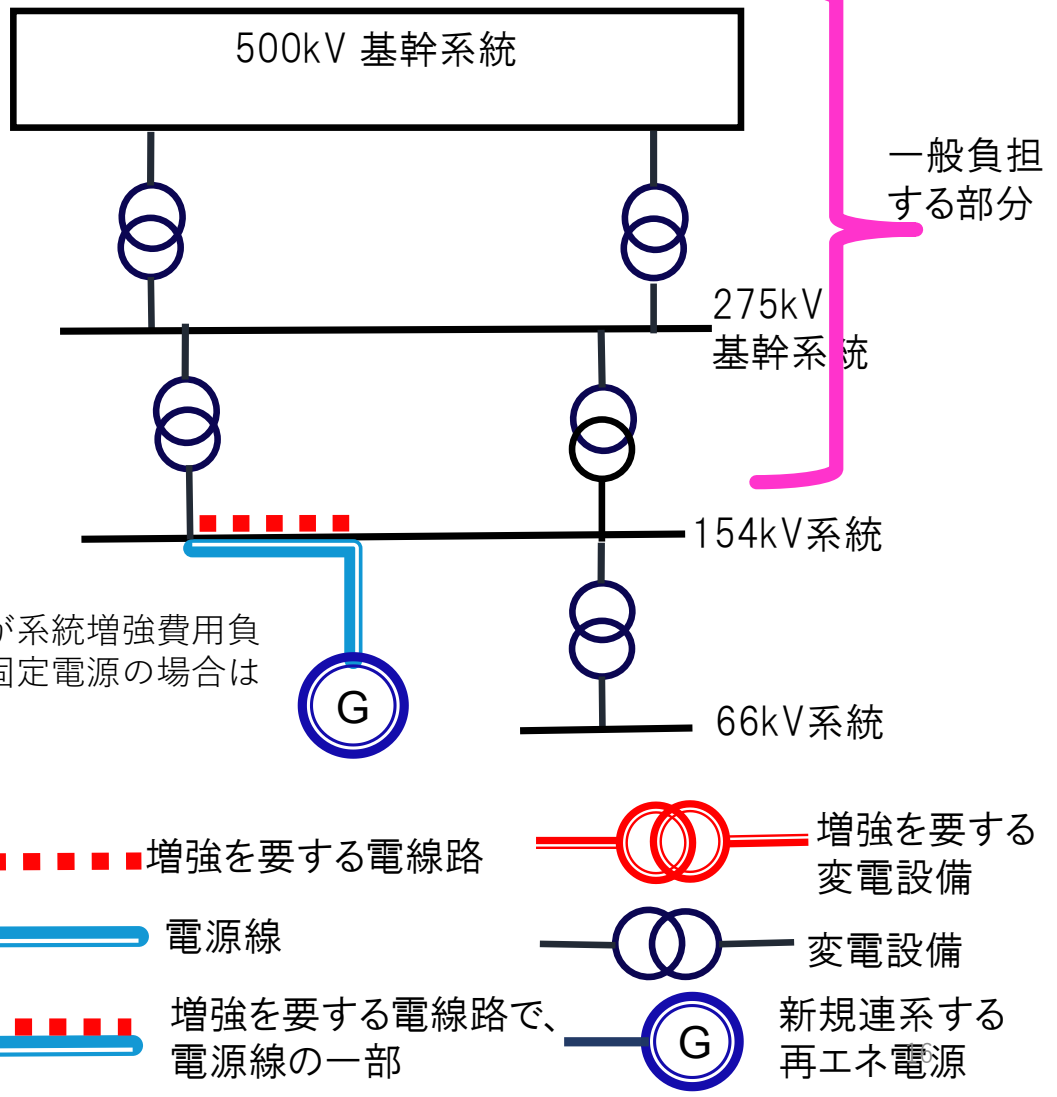 500kV 基幹系統
一般負担
する部分
275kV
基幹系統
154kV系統
が系統増強費用負
固定電源の場合は
G
66kV系統
増強を要する電線路
増強を要する
変電設備
電源線
変電設備
増強を要する電線路で、
電源線の一部
G
新規連系する
再エネ電源
16